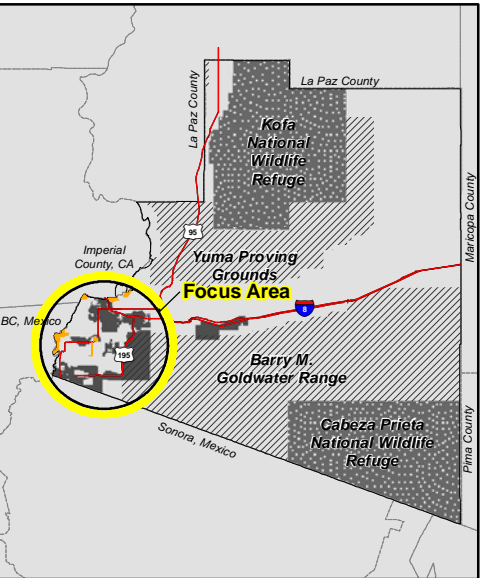 La Paz County
La Paz County
Kofa
National
Wildlife
Refuge
Maricopa County
95
Imperial
County, CA
Yuma Proving
Grounds
Focus Area
8
BC, Mexico
195
Barry M.
Goldwater Range
Sonora, Mexico
Cabeza Prieta
National Wildlife
Refuge
Pima County